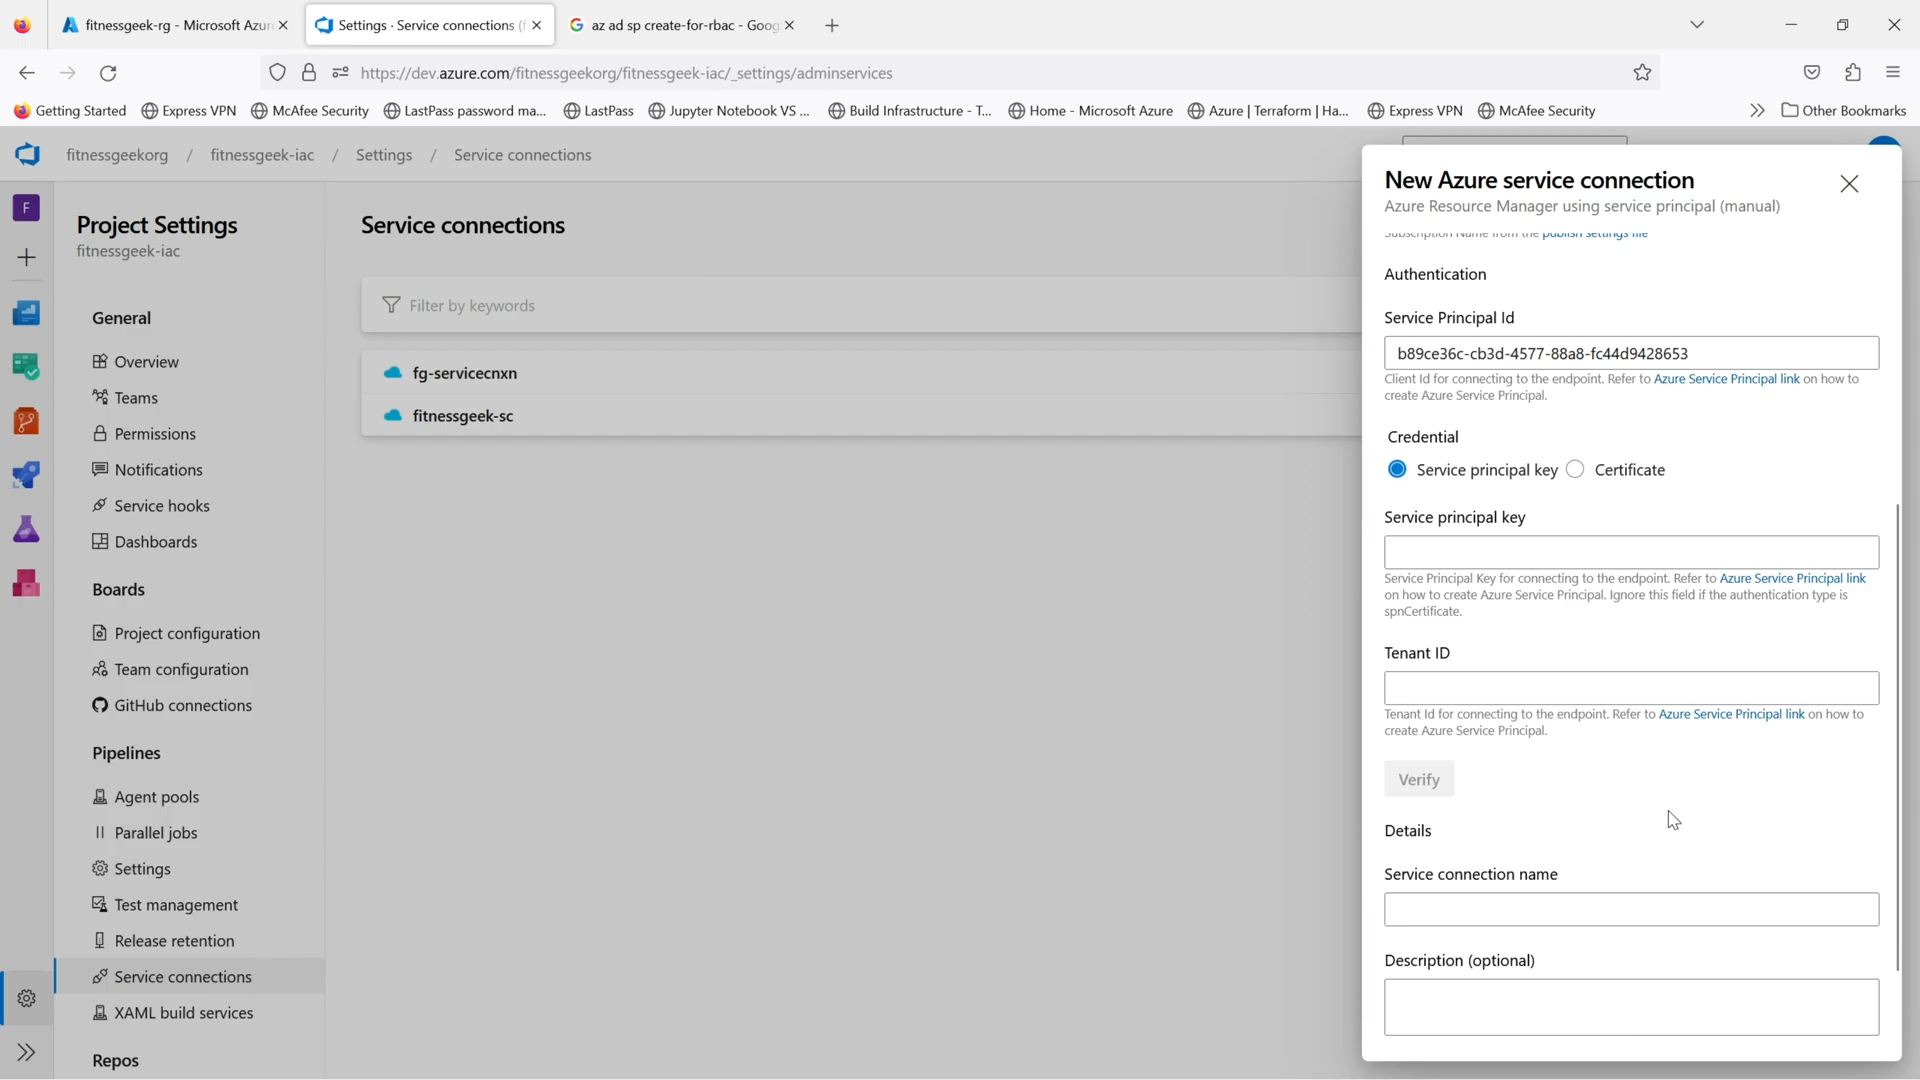 fitnessgeek-rg - Microsoft Azur
Settings · Service connections (f
az ad sp create-for-rbac - Goog
https://dev.azure.com/fitnessgeekorg/fitnessgeek-iac/_settings/adminservices
Getting Started
Express VPN
McAfee Security
LastPass password ma...
LastPass
Jupyter Notebook VS ...
Build Infrastructure - T...
Home - Microsoft Azure
Azure | Terraform | Ha...
Express VPN
McAfee Security
Other Bookmarks
fitnessgeekorg / fitnessgeek-iac / Settings / Service connections
F
Project Settings
fitnessgeek-iac
General
Overview
Teams
Permissions
Notifications
Service hooks
Dashboards
Boards
Project configuration
Team configuration
GitHub connections
Pipelines
Agent pools
Parallel jobs
Settings
Test management
Release retention
Service connections
XAML build services
Repos
Service connections
Filter by keywords
fg-servicecnxn
fitnessgeek-sc
New Azure service connection
Azure Resource Manager using service principal (manual)
Subscription Name from the publish settings file
Authentication
Service Principal Id
b89ce36c-cb3d-4577-88a8-fc44d9428653
Client Id for connecting to the endpoint. Refer to Azure Service Principal link on how to
create Azure Service Principal.
Credential
Service principal key
Certificate
Service principal key
Service Principal Key for connecting to the endpoint. Refer to Azure Service Principal link
on how to create Azure Service Principal. Ignore this field if the authentication type is
spnCertificate.
Tenant ID
Tenant Id for connecting to the endpoint. Refer to Azure Service Principal link on how to
create Azure Service Principal.
Verify
Details
Service connection name
Description (optional)